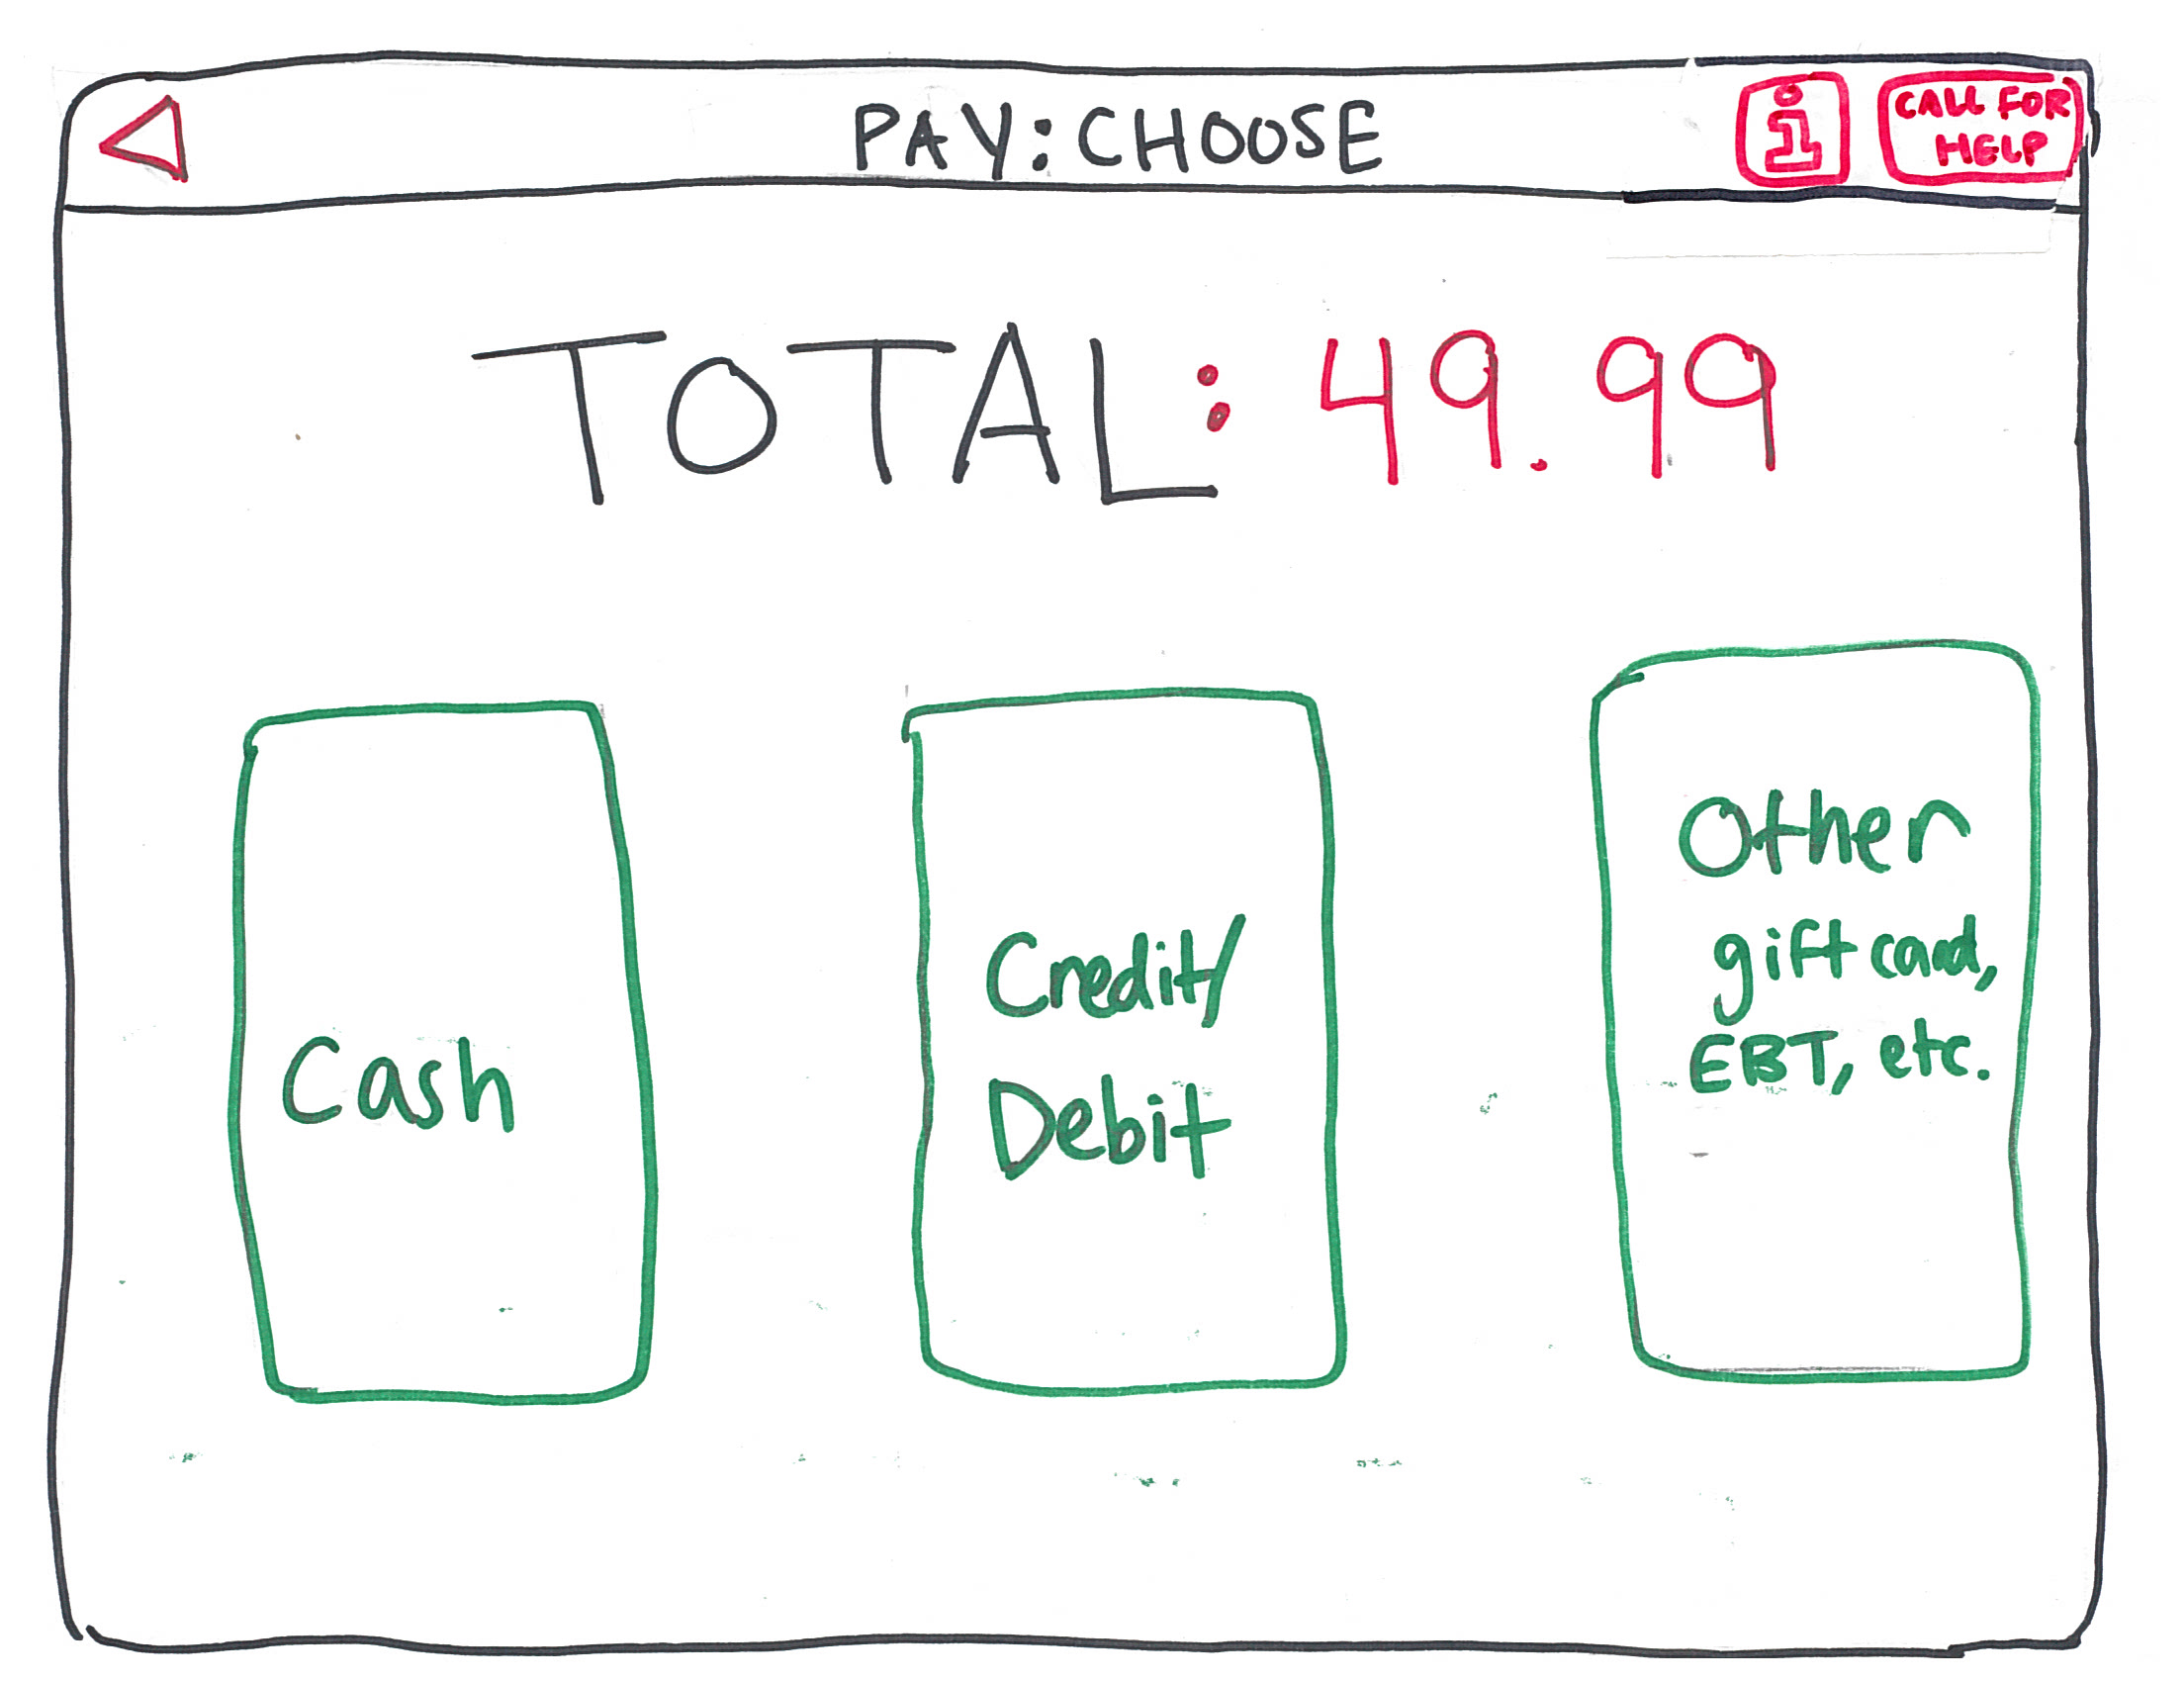 PAY: CHOOSE
i
CALL FOR
HELP
TOTAL: 49.99
Cash
Credit/
Debit
Other
gift card,
EBT, etc.